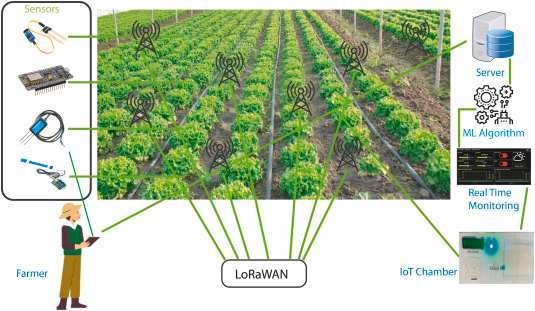 Sensors
Server
ML Algorithm
Real Time
Monitoring
IoT Chamber
LoRaWAN
Farmer